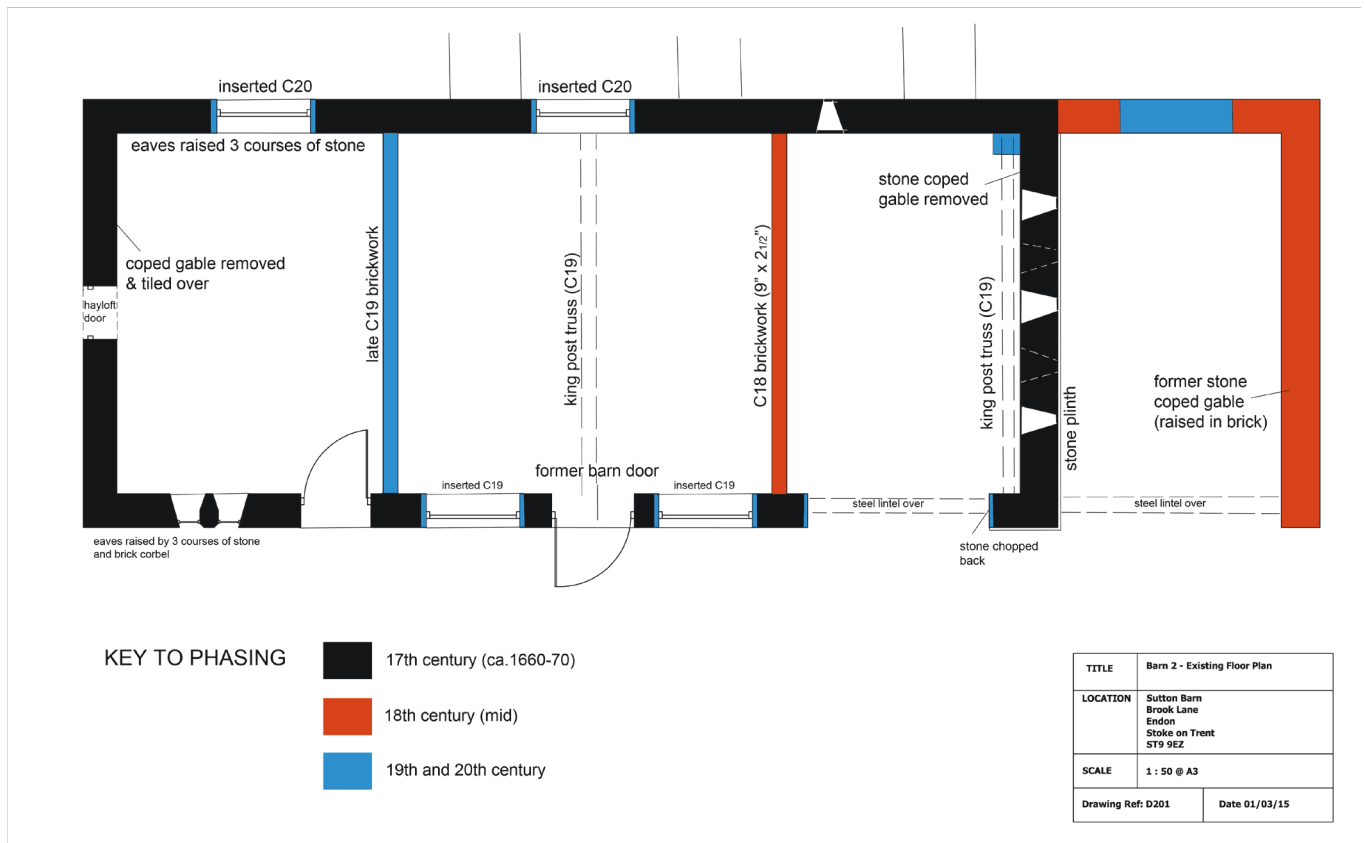 inserted C20
inserted C20
eaves raised 3 courses of stone
stone coped
gable removed
coped gable removed
& tiled over
hayloft
door
late C19 brickwork
king post truss (C19)
C18 brickwork (9" x 2 1/2")
king post truss (C19)
stone plinth
former stone
coped gable
(raised in brick)
former barn door
inserted C19
inserted C19
steel lintel over
steel lintel over
eaves raised by 3 courses of stone
and brick corbel
stone chopped
back
KEY TO PHASING
17th century (ca.1660-70)
18th century (mid)
19th and 20th century
TITLE Barn 2 - Existing Floor Plan
LOCATION Sutton Barn
Brook Lane
Endon
Stoke on Trent
ST9 9EZ
SCALE 1 : 50 @ A3
Drawing Ref: D201 Date 01/03/15